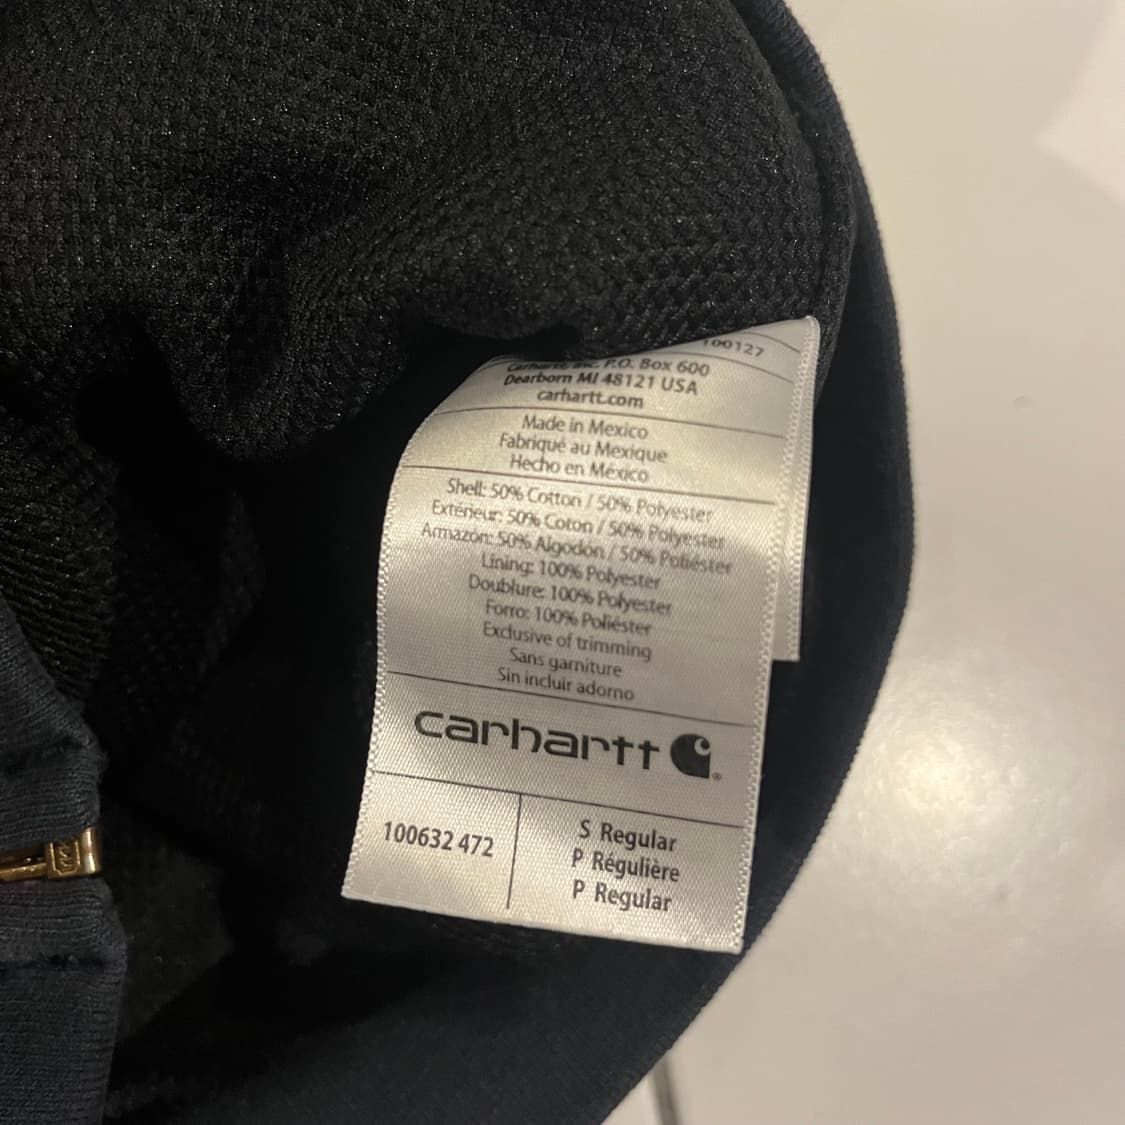 100127
Carhartt, Inc. P.O. Box 600
Dearborn MI 48121 USA
carhartt.com
Made in Mexico
Fabriqué au Mexique
Hecho en México
Shell: 50% Cotton / 50% Polyester
Extérieur: 50% Coton / 50% Polyester
Armazón: 50% Algodón / 50% Poliéster
Lining: 100% Polyester
Doublure: 100% Polyester
Forro: 100% Poliéster
Exclusive of trimming
Sans garniture
Sin incluir adorno
carhartt
100632 472
S Regular
P Régulière
P Regular